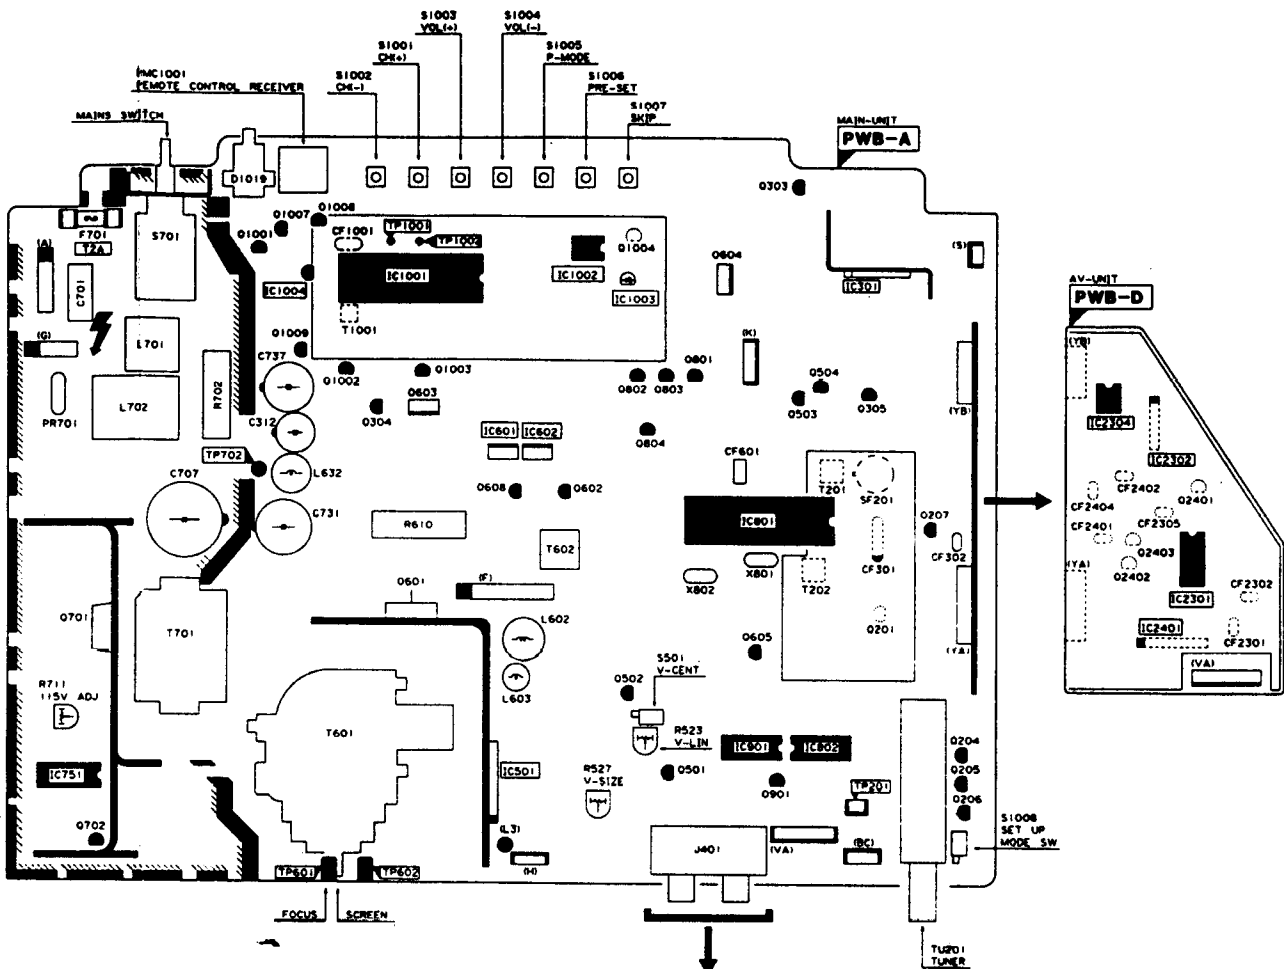 S1003
VOL(+)
S1004
VOL(-)
S1001
CH(+)
S1005
P-MODE
HMC1001
REMOTE CONTROL RECEIVER
S1002
CH(-)
S1006
PRE-SET
S1007
SKIP
MAINS SWITCH
MAIN-UNIT
PWB-A
D1019
Q303
F701
T2A
S701
Q1007
Q1008
Q1001
CF1001
TP1001
TP1002
Q1004
(A)
C701
IC1004
IC1001
IC1002
IC1003
Q604
IC301
(S)
AV-UNIT
PWB-D
T1001
(G)
E701
Q1009
C737
(K)
(YB)
L702
R702
PR701
Q1002
Q1003
Q603
Q801
Q802
Q803
Q504
Q503
Q305
(YB)
IC2304
C312
Q304
IC601
IC602
Q804
IC2302
TP702
L632
CF601
T201
SF201
C707
C731
Q608
Q602
CF2402
CF2404
Q2401
R610
IC801
Q207
CF2401
CF2305
T602
X802
X801
T202
CF301
CF302
Q2403
Q2402
(YA)
IC2301
CF2302
Q701
T701
Q601
(F)
L602
Q201
(YA)
IC2401
CF2301
Q605
(VA)
R711
115V ADJ
L603
Q502
S501
V-CENT
T601
R523
V-LIN
IC901
IC802
Q204
IC751
IC501
R527
V-SIZE
Q501
Q901
TP201
Q205
Q206
Q702
(L3)
S1008
SET UP
MODE SW
TP601
TP602
(H)
J401
(VA)
(BC)
FOCUS
SCREEN
TU201
TUNER